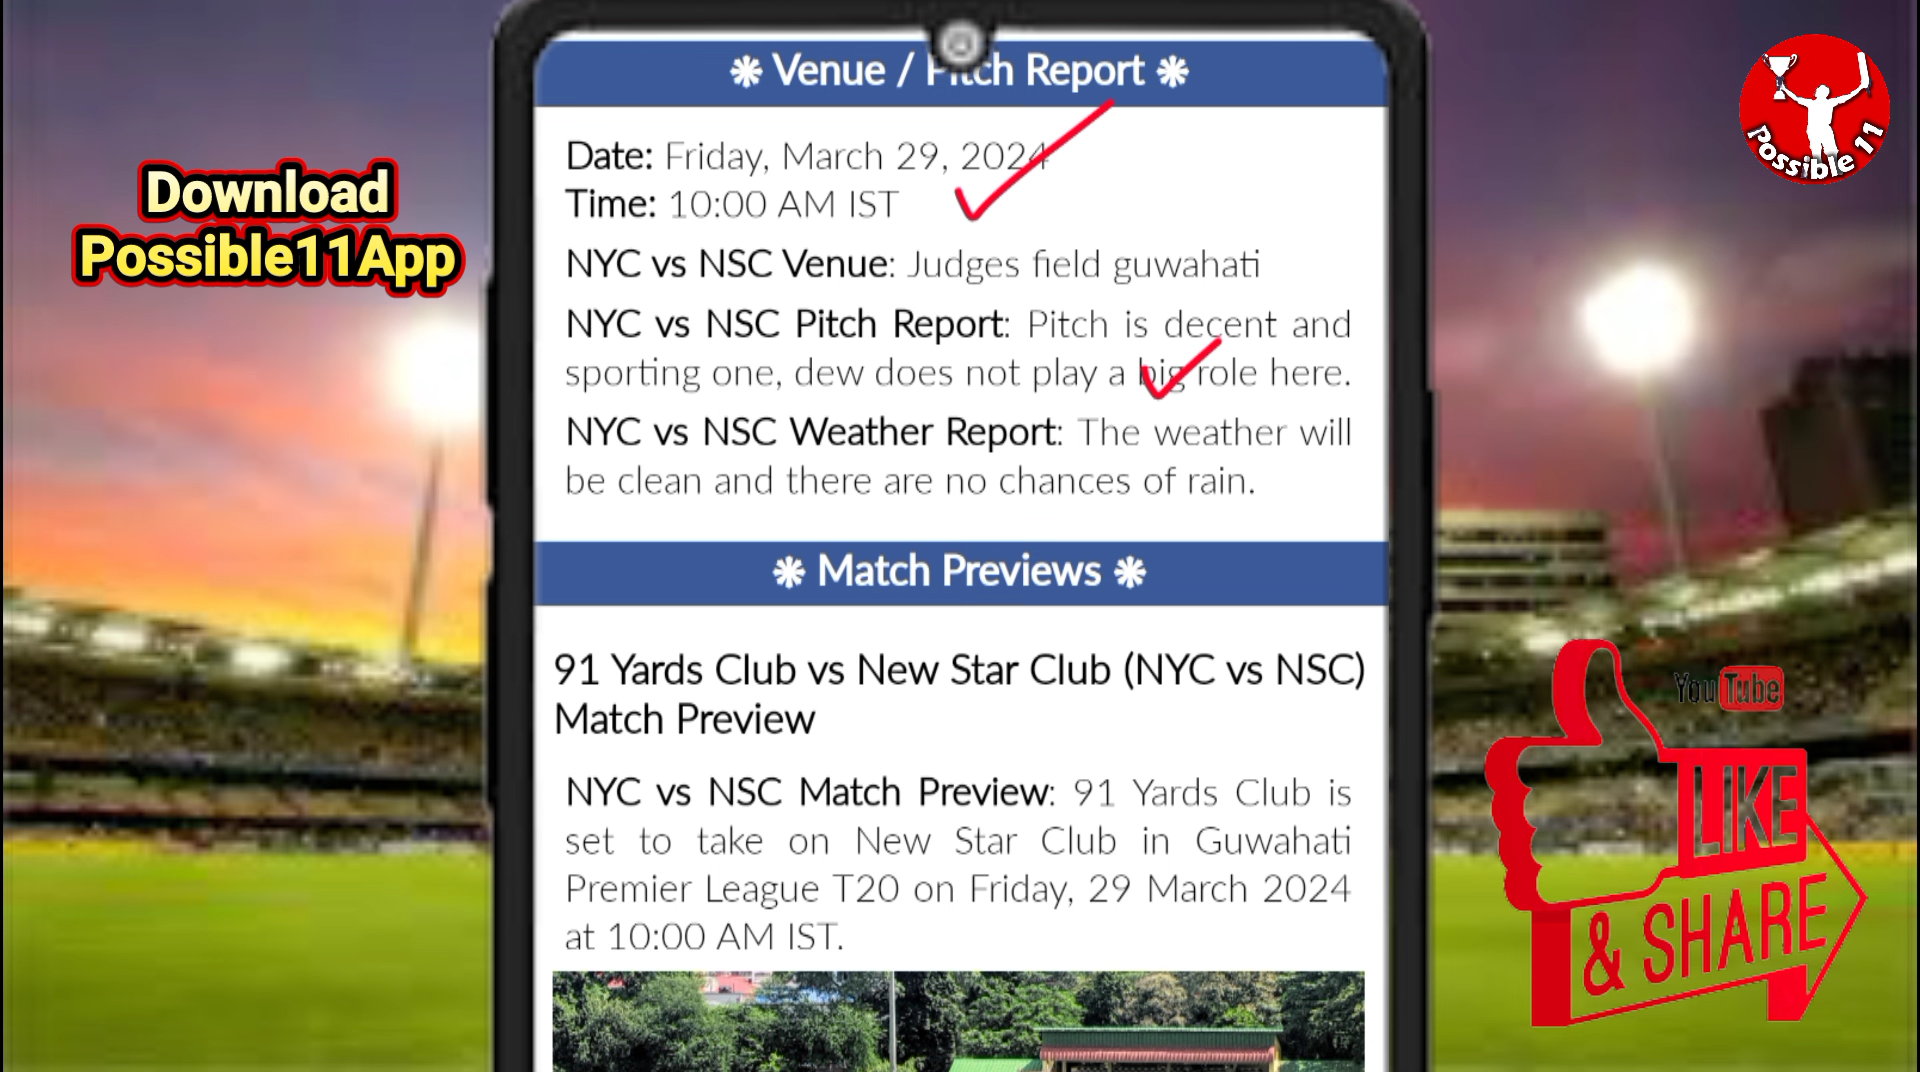 ❋ Venue / Pitch Report ❋
Date: Friday, March 29, 2024
Time: 10:00 AM IST
NYC vs NSC Venue: Judges field guwahati
NYC vs NSC Pitch Report: Pitch is decent and
sporting one, dew does not play a big role here.
NYC vs NSC Weather Report: The weather will
be clean and there are no chances of rain.
❋ Match Previews ❋
91 Yards Club vs New Star Club (NYC vs NSC)
Match Preview
NYC vs NSC Match Preview: 91 Yards Club is
set to take on New Star Club in Guwahati
Premier League T20 on Friday, 29 March 2024
at 10:00 AM IST.
Download
Possible11App
Possible 11
YouTube
LIKE
& SHARE